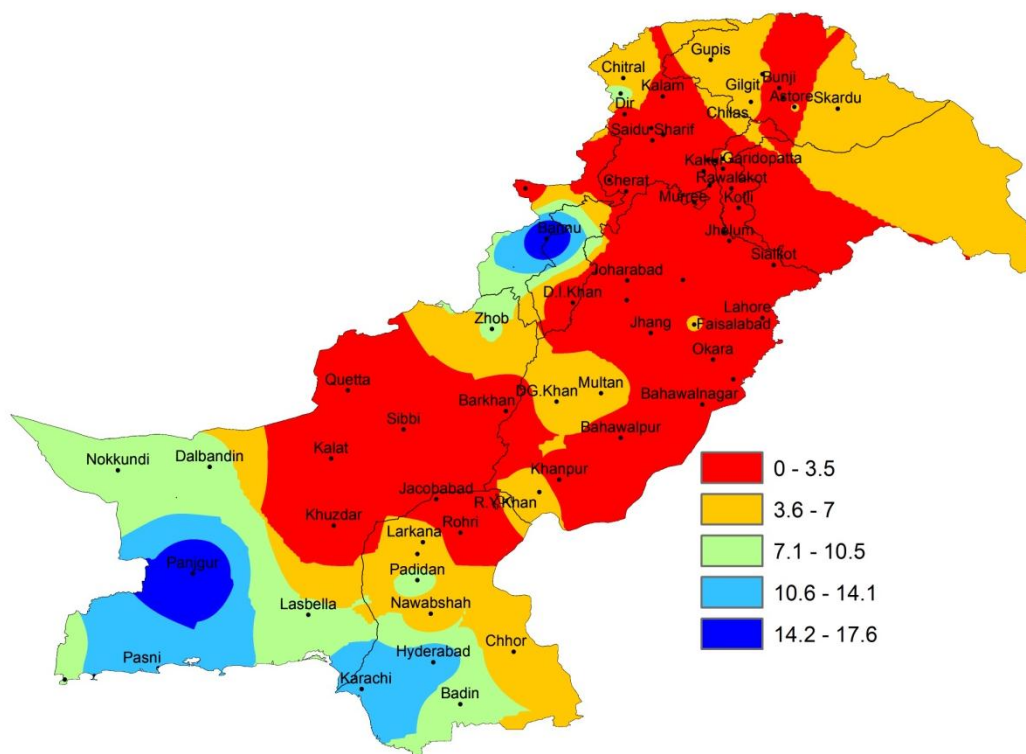 Gupis
Chitral
Gilgit
Bunji
Kalam
Astore
Skardu
Dir
Chilas
Saidu Sharif
Garidopatta
Cherat
Rawalakot
Murree
Kotli
Bannu
Jhelum
Sialkot
Joharabad
D.I.Khan
Lahore
Zhob
Jhang
Faisalabad
Okara
Quetta
DG.Khan
Multan
Barkhan
Bahawalnagar
Sibbi
Bahawalpur
Kalat
Nokkundi
Dalbandin
Khanpur
0 - 3.5
Jacobabad
R.Y.Khan
3.6 - 7
Khuzdar
Rohri
Larkana
7.1 - 10.5
Panjgur
Padidan
10.6 - 14.1
Lasbella
Nawabshah
14.2 - 17.6
Chhor
Pasni
Hyderabad
Karachi
Badin